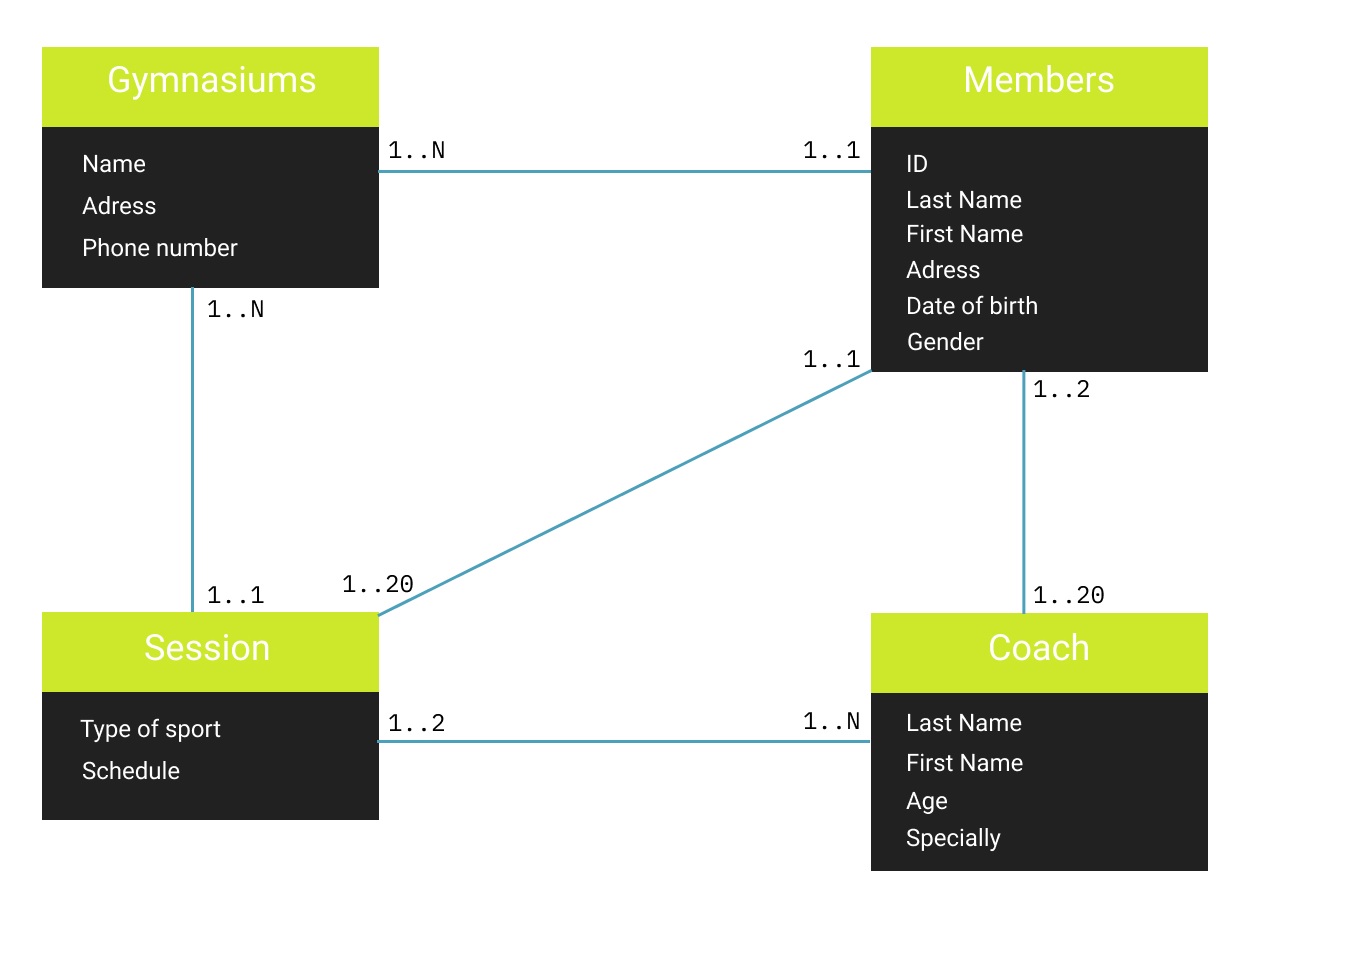 Gymnasiums
Name
Adress
Phone number
1..N
1..1
Members
ID
Last Name
First Name
Adress
Date of birth
Gender
1..N
1..1
1..2
1..1
1..20
1..20
Session
Type of sport
Schedule
1..2
1..N
Coach
Last Name
First Name
Age
Specially